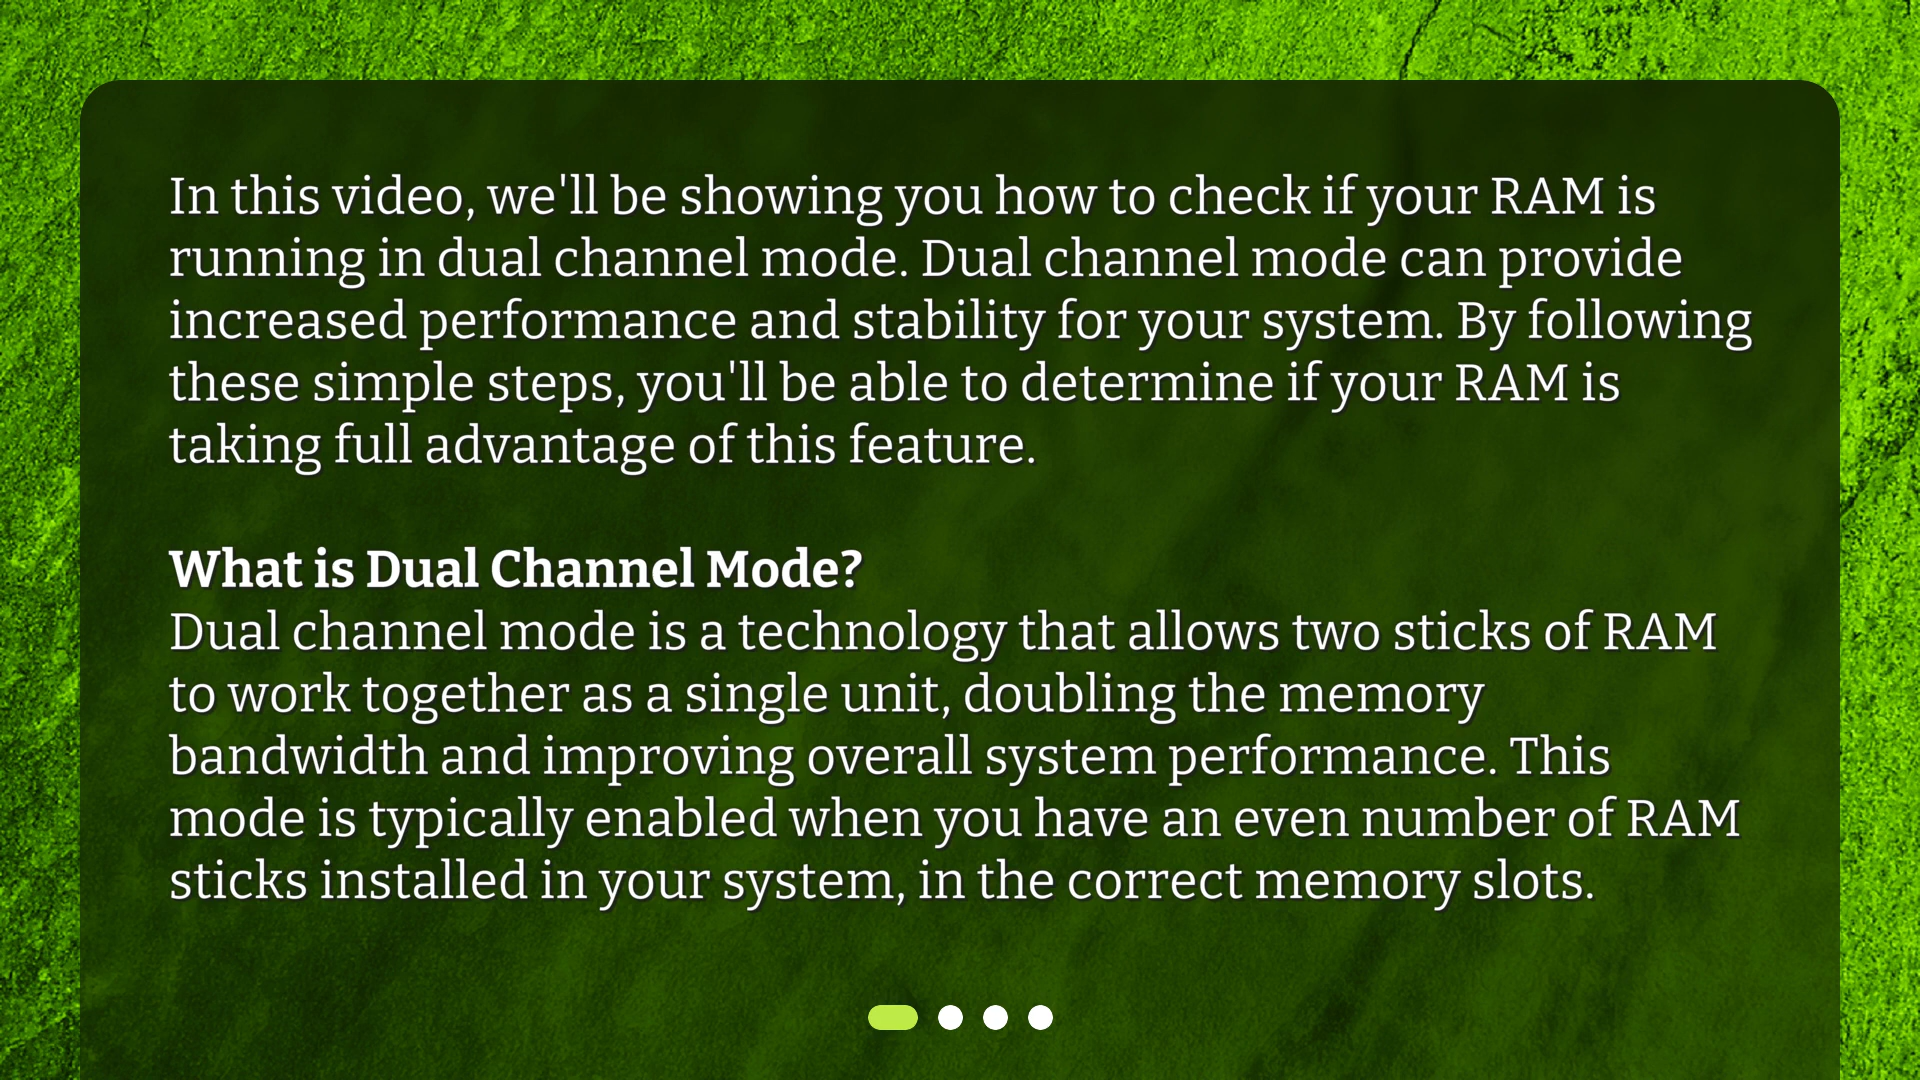 In this video, we'll be showing you how to check if your RAM is
running in dual channel mode. Dual channel mode can provide
increased performance and stability for your system. By following
these simple steps, you'll be able to determine if your RAM is
taking full advantage of this feature.
What is Dual Channel Mode?
Dual channel mode is a technology that allows two sticks of RAM
to work together as a single unit, doubling the memory
bandwidth and improving overall system performance. This
mode is typically enabled when you have an even number of RAM
sticks installed in your system, in the correct memory slots.